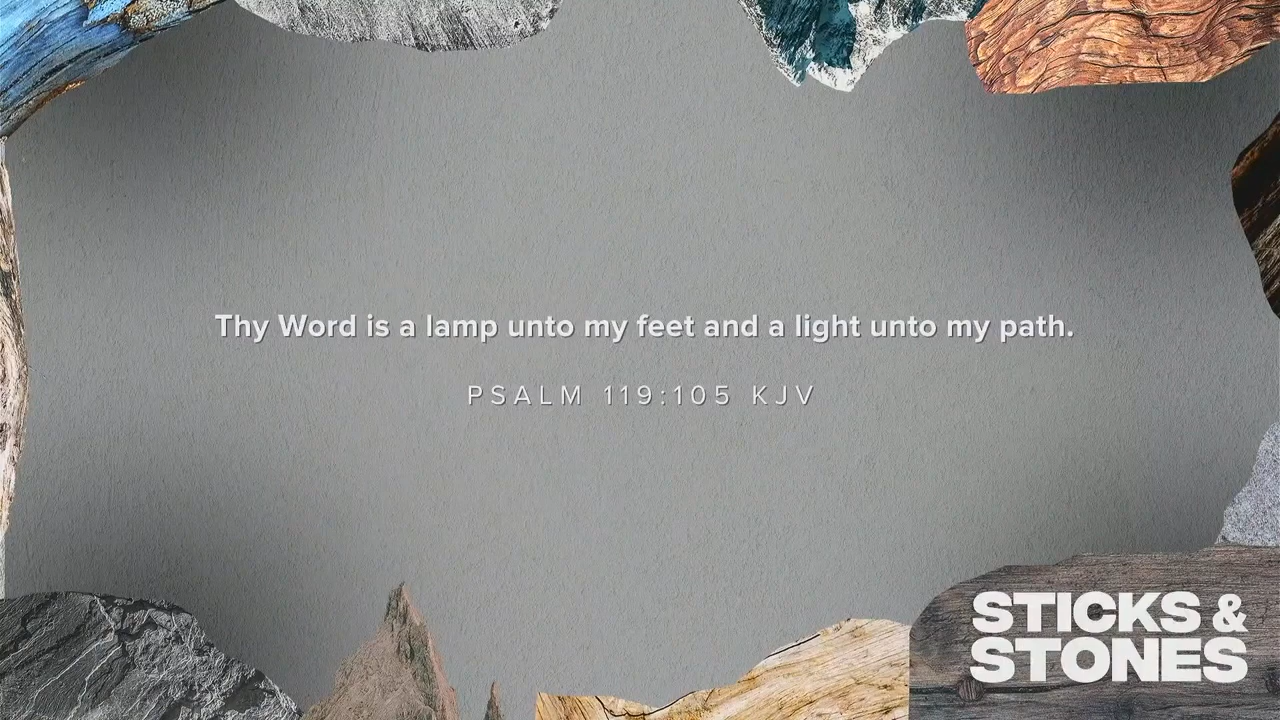 Thy Word is a lamp unto my feet and a light unto my path.
PSALM 119:105 KJV
STICKS &
STONES